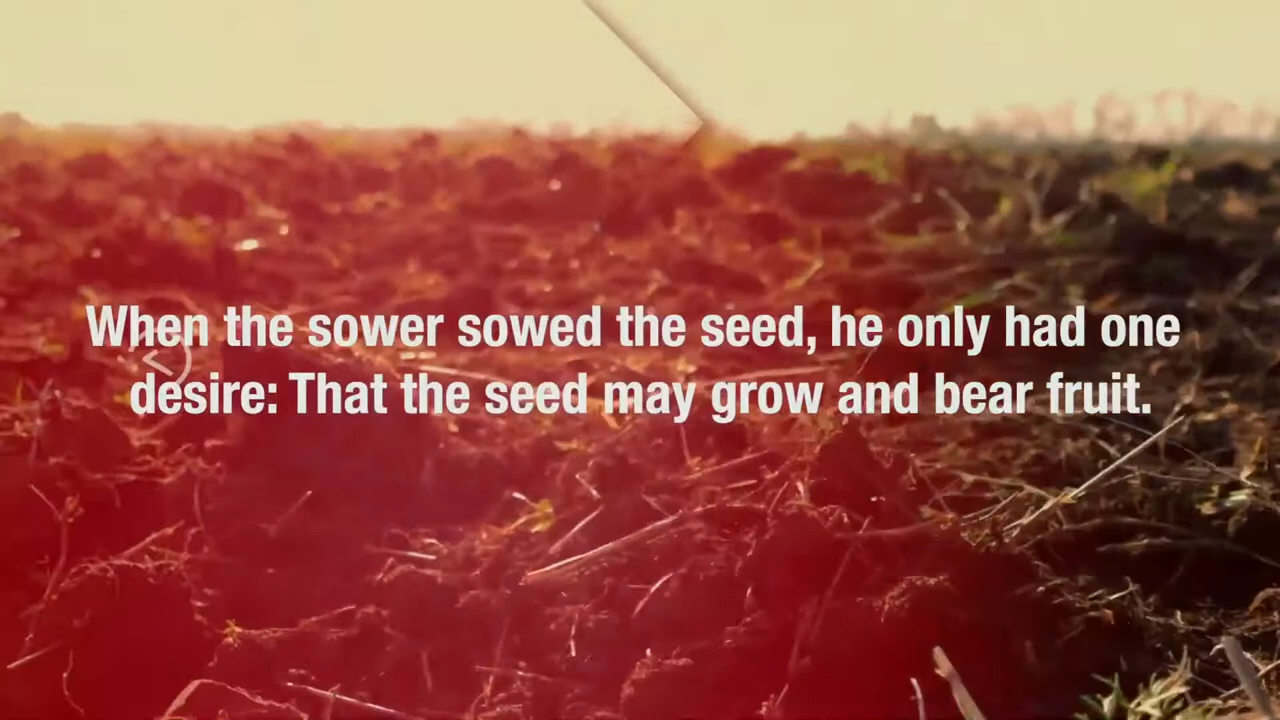 When the sower sowed the seed, he only had one
desire: That the seed may grow and bear fruit.